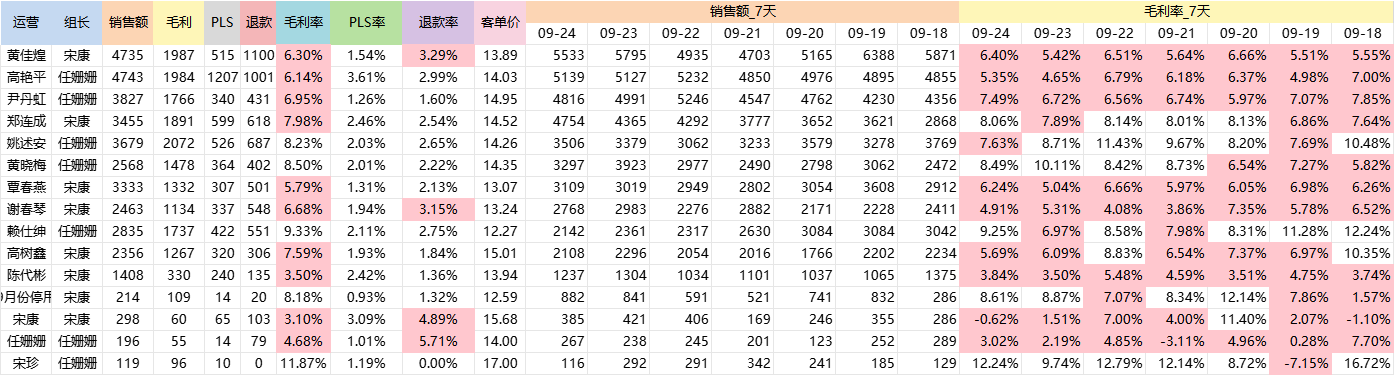 运营 组长 销售额 毛利 PLS 退款 毛利率 PLS率 退款率 客单价 销售额_7天 毛利率_7天
09-24 09-23 09-22 09-21 09-20 09-19 09-18 09-24 09-23 09-22 09-21 09-20 09-19 09-18
黄佳煌 宋康 4735 1987 515 1100 6.30% 1.54% 3.29% 13.89 5533 5795 4935 4703 5165 6388 5871 6.40% 5.42% 6.51% 5.64% 6.66% 5.51% 5.55%
高艳平 任姗姗 4743 1984 1207 1001 6.14% 3.61% 2.99% 14.03 5139 5127 5232 4850 4976 4895 4855 5.35% 4.65% 6.79% 6.18% 6.37% 4.98% 7.00%
尹丹虹 任姗姗 3827 1766 340 431 6.95% 1.26% 1.60% 14.95 4816 4991 5246 4547 4762 4230 4356 7.49% 6.72% 6.56% 6.74% 5.97% 7.07% 7.85%
郑连成 宋康 3455 1891 599 618 7.98% 2.46% 2.54% 14.52 4754 4365 4292 3777 3652 3621 2868 8.06% 7.89% 8.14% 8.01% 8.13% 6.86% 7.64%
姚述安 任姗姗 3679 2072 526 687 8.23% 2.03% 2.65% 14.26 3506 3379 3062 3233 3579 3278 3769 7.63% 8.71% 11.43% 9.67% 8.20% 7.69% 10.48%
黄晓梅 任姗姗 2568 1478 364 402 8.50% 2.01% 2.22% 14.35 3297 3923 2977 2490 2798 3062 2472 8.49% 10.11% 8.42% 8.73% 6.54% 7.27% 5.82%
覃春燕 宋康 3333 1332 307 501 5.79% 1.31% 2.13% 13.07 3109 3019 2949 2802 3054 3608 2912 6.24% 5.04% 6.66% 5.97% 6.05% 6.98% 6.26%
谢春琴 宋康 2463 1134 337 548 6.68% 1.94% 3.15% 13.24 2768 2983 2276 2882 2171 2228 2411 4.91% 5.31% 4.08% 3.86% 7.35% 5.78% 6.52%
赖仕绅 任姗姗 2835 1737 422 551 9.33% 2.11% 2.75% 12.27 2142 2361 2317 2630 3084 3084 3042 9.25% 6.97% 8.58% 7.98% 8.31% 11.28% 12.24%
高树鑫 宋康 2356 1267 320 306 7.59% 1.93% 1.84% 15.01 2108 2296 2054 2016 1766 2202 2234 5.69% 6.09% 8.83% 6.54% 7.37% 6.97% 10.35%
陈代彬 宋康 1408 330 240 135 3.50% 2.42% 1.36% 13.94 1237 1304 1034 1101 1037 1065 1375 3.84% 3.50% 5.48% 4.59% 3.51% 4.75% 3.74%
月份停用 宋康 214 109 14 20 8.18% 0.93% 1.32% 12.59 882 841 591 521 741 832 286 8.61% 8.87% 7.07% 8.34% 12.14% 7.86% 1.57%
宋康 宋康 298 60 65 103 3.10% 3.09% 4.89% 15.68 385 421 406 169 246 355 286 -0.62% 1.51% 7.00% 4.00% 11.40% 2.07% -1.10%
任姗姗 任姗姗 196 55 14 79 4.68% 1.01% 5.71% 14.00 267 238 245 201 123 252 289 3.02% 2.19% 4.85% -3.11% 4.96% 0.28% 7.70%
宋珍 任姗姗 119 96 10 0 11.87% 1.19% 0.00% 17.00 116 292 291 342 241 185 129 12.24% 9.74% 12.79% 12.14% 8.72% -7.15% 16.72%